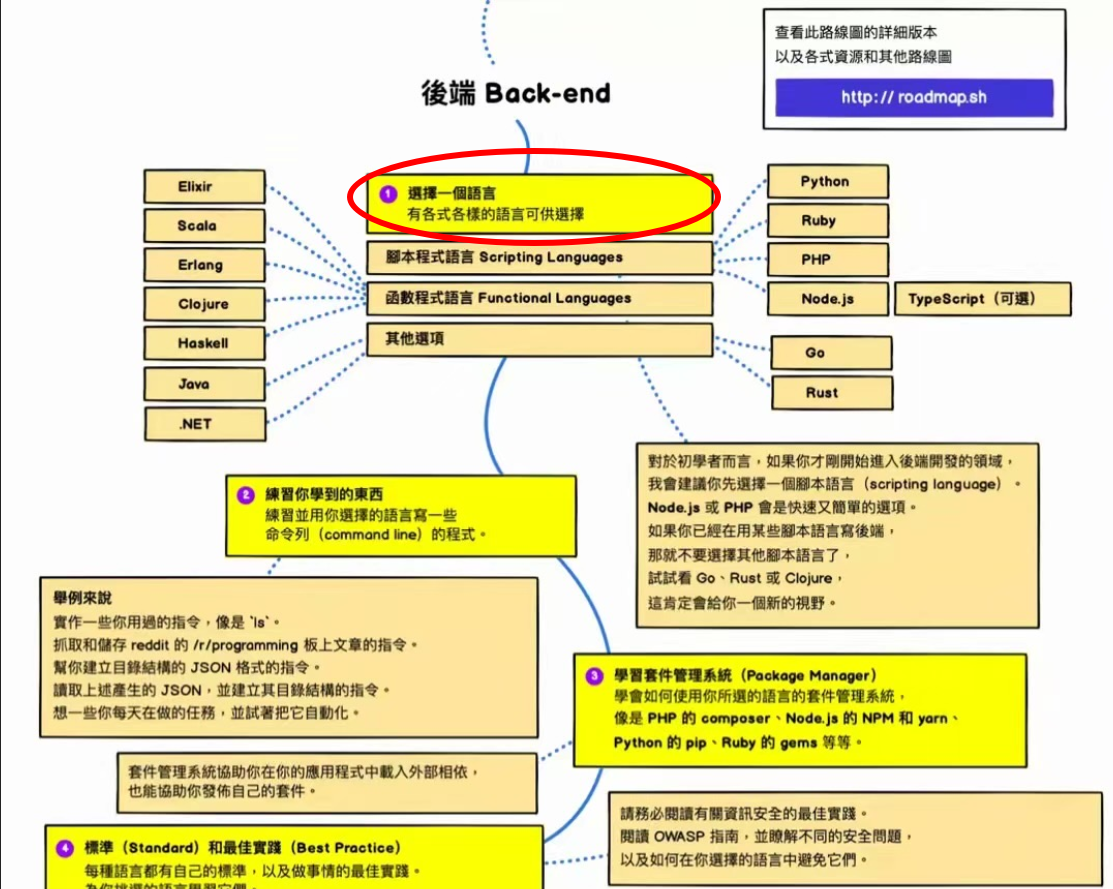 查看此路線圖的詳細版本
以及各式資源和其他路線圖
http:// roadmap.sh
後端 Back-end
1 選擇一個語言
有各式各樣的語言可供選擇
腳本程式語言 Scripting Languages
函數程式語言 Functional Languages
其他選項
Elixir
Scala
Erlang
Clojure
Haskell
Java
.NET
Python
Ruby
PHP
Node.js
TypeScript（可選）
Go
Rust
對於初學者而言，如果你才剛開始進入後端開發的領域，
我會建議你先選擇一個腳本語言（scripting language）。
Node.js 或 PHP 會是快速又簡單的選項。
如果你已經在用某些腳本語言寫後端，
那就不要選擇其他腳本語言了，
試試看 Go、Rust 或 Clojure，
這肯定會給你一個新的視野。
2 練習你學到的東西
練習並用你選擇的語言寫一些
命令列（command line）的程式。
舉例來說
實作一些你用過的指令，像是 `ls`。
抓取和儲存 reddit 的 /r/programming 板上文章的指令。
幫你建立目錄結構的 JSON 格式的指令。
讀取上述產生的 JSON，並建立其目錄結構的指令。
想一些你每天在做的任務，並試著把它自動化。
3 學習套件管理系統（Package Manager）
學會如何使用你所選的語言的套件管理系統，
像是 PHP 的 composer、Node.js 的 NPM 和 yarn、
Python 的 pip、Ruby 的 gems 等等。
套件管理系統協助你在你的應用程式中載入外部相依，
也能協助你發佈自己的套件。
4 標準（Standard）和最佳實踐（Best Practice）
每種語言都有自己的標準，以及做事情的最佳實踐。
為你挑選的語言學習它們。
請務必閱讀有關資訊安全的最佳實踐。
閱讀 OWASP 指南，並瞭解不同的安全問題，
以及如何在你選擇的語言中避免它們。